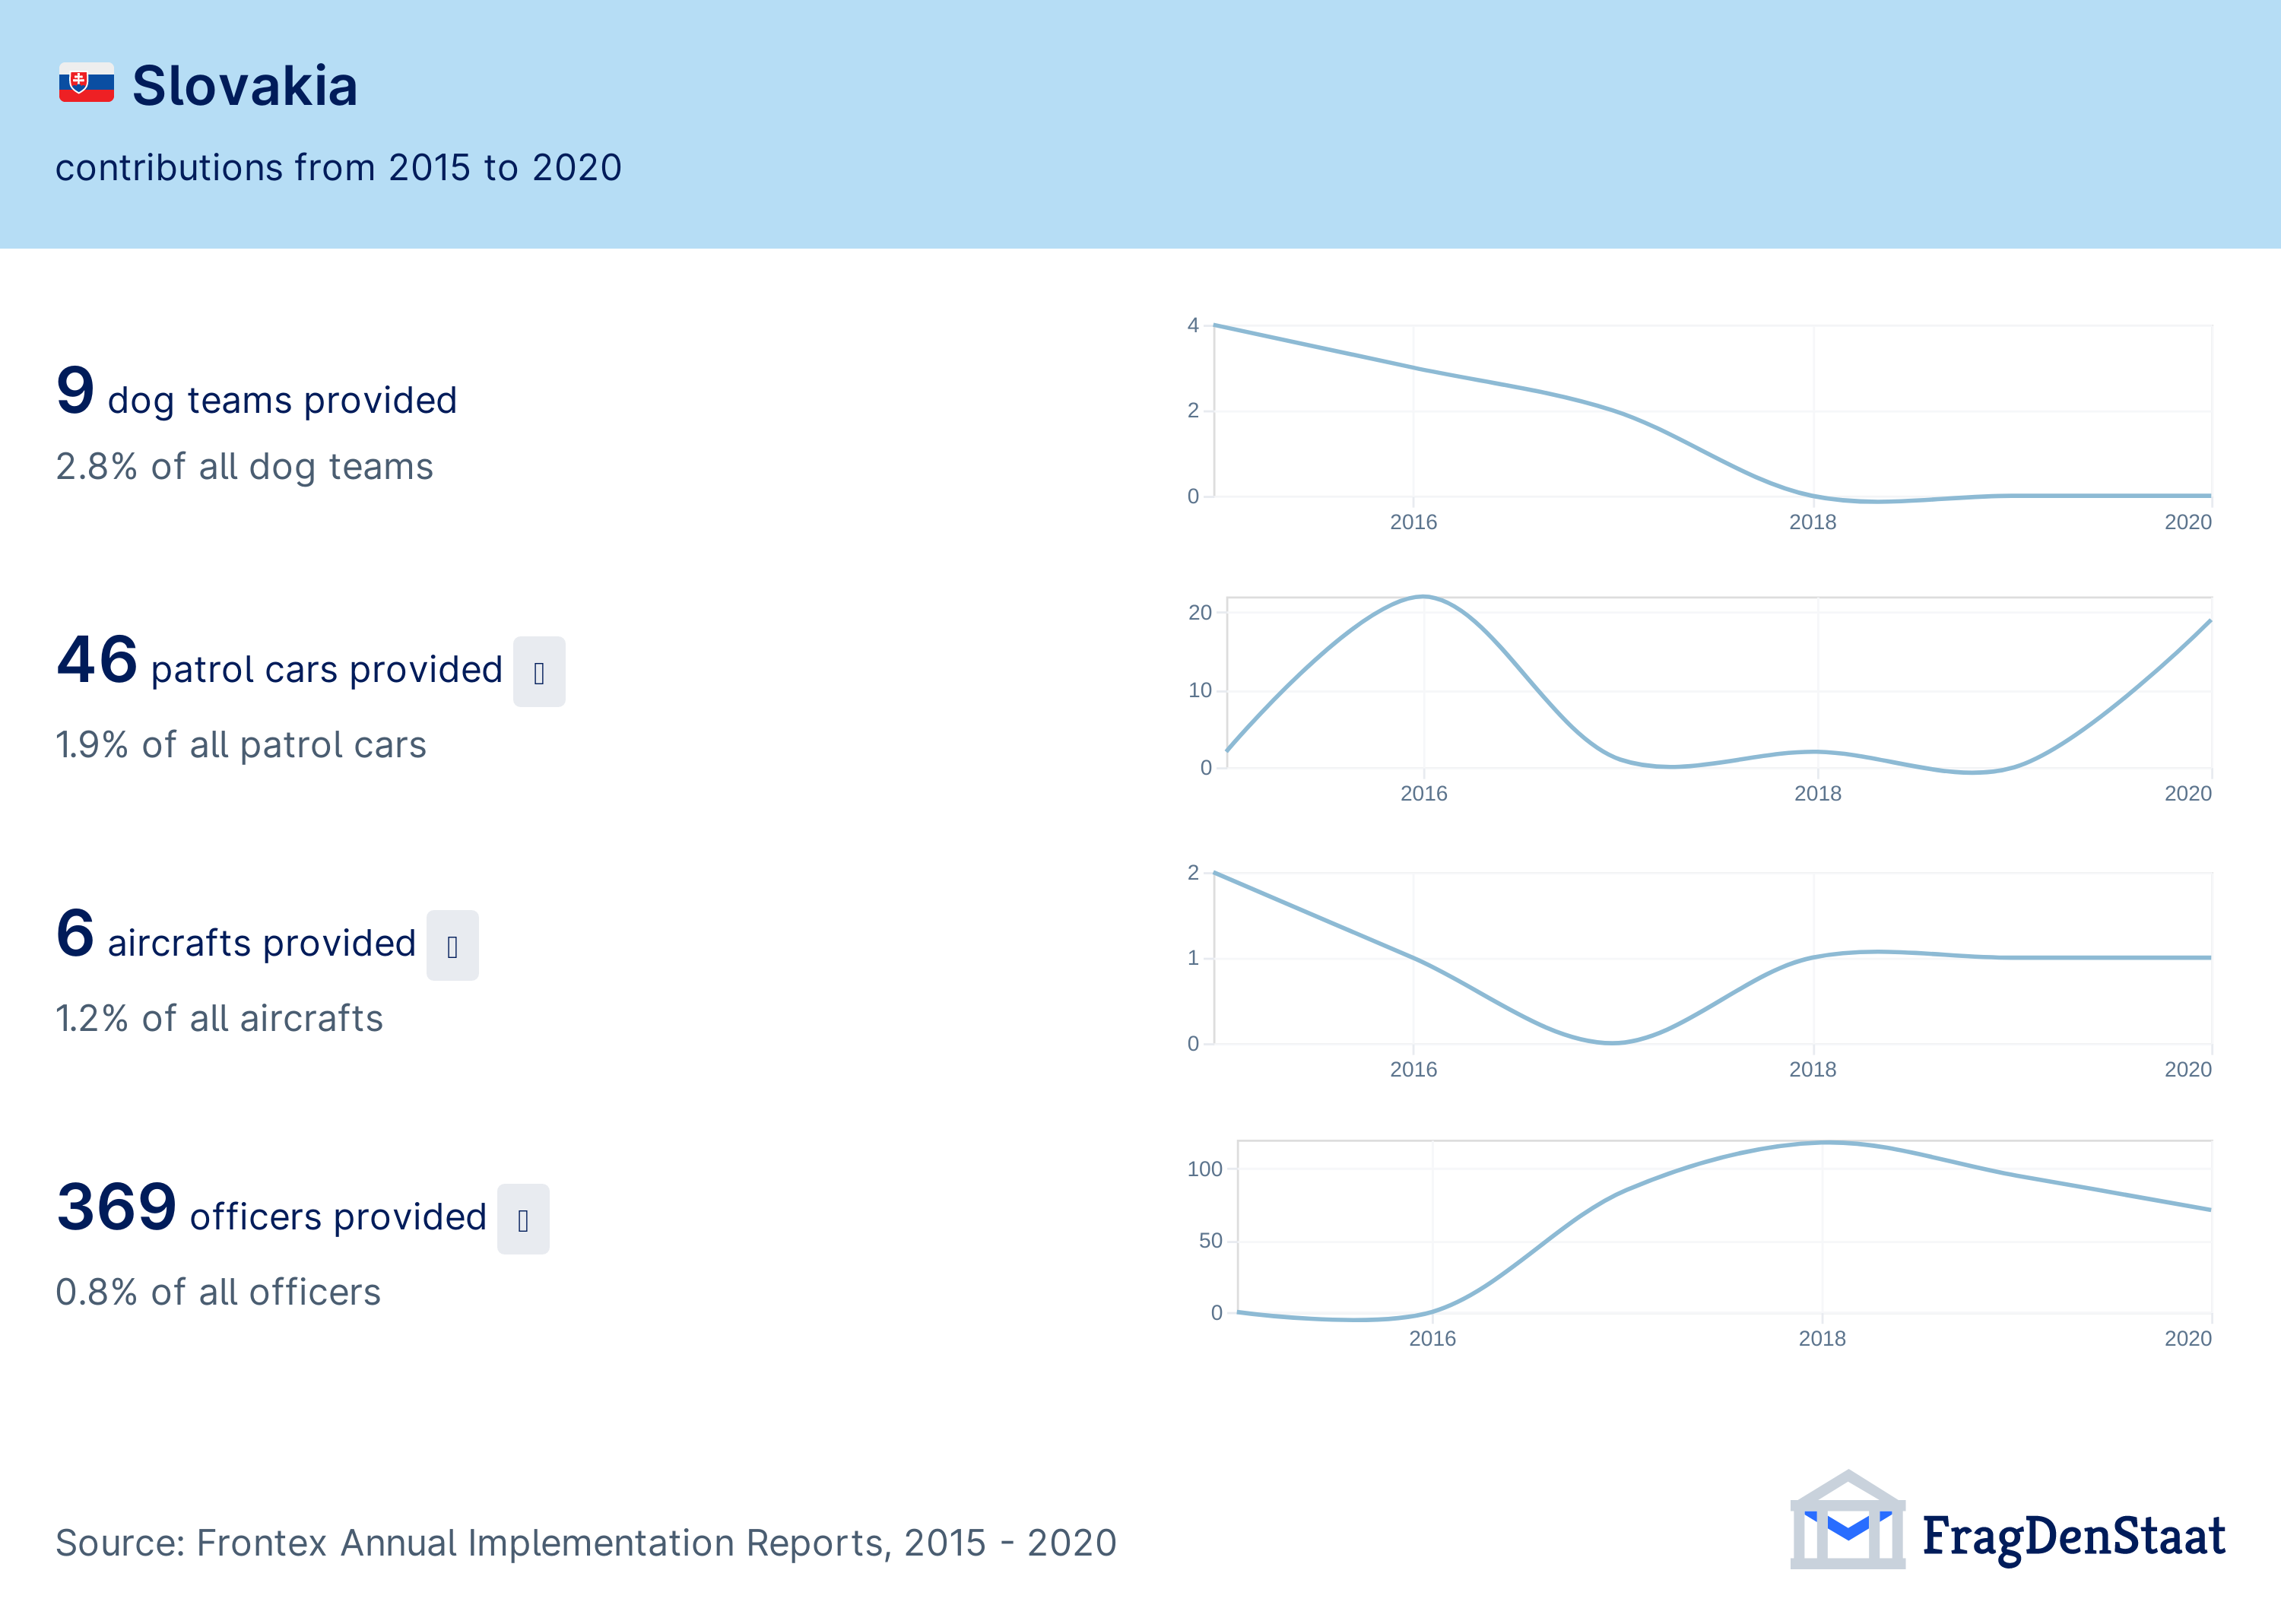 Slovakia
contributions from 2015 to 2020
9 dog teams provided
2.8% of all dog teams
4
2
0
2016
2018
2020
46 patrol cars provided
1.9% of all patrol cars
20
10
0
2016
2018
2020
6 aircrafts provided
1.2% of all aircrafts
2
1
0
2016
2018
2020
369 officers provided
0.8% of all officers
100
50
0
2016
2018
2020
Source: Frontex Annual Implementation Reports, 2015 - 2020
FragDenStaat